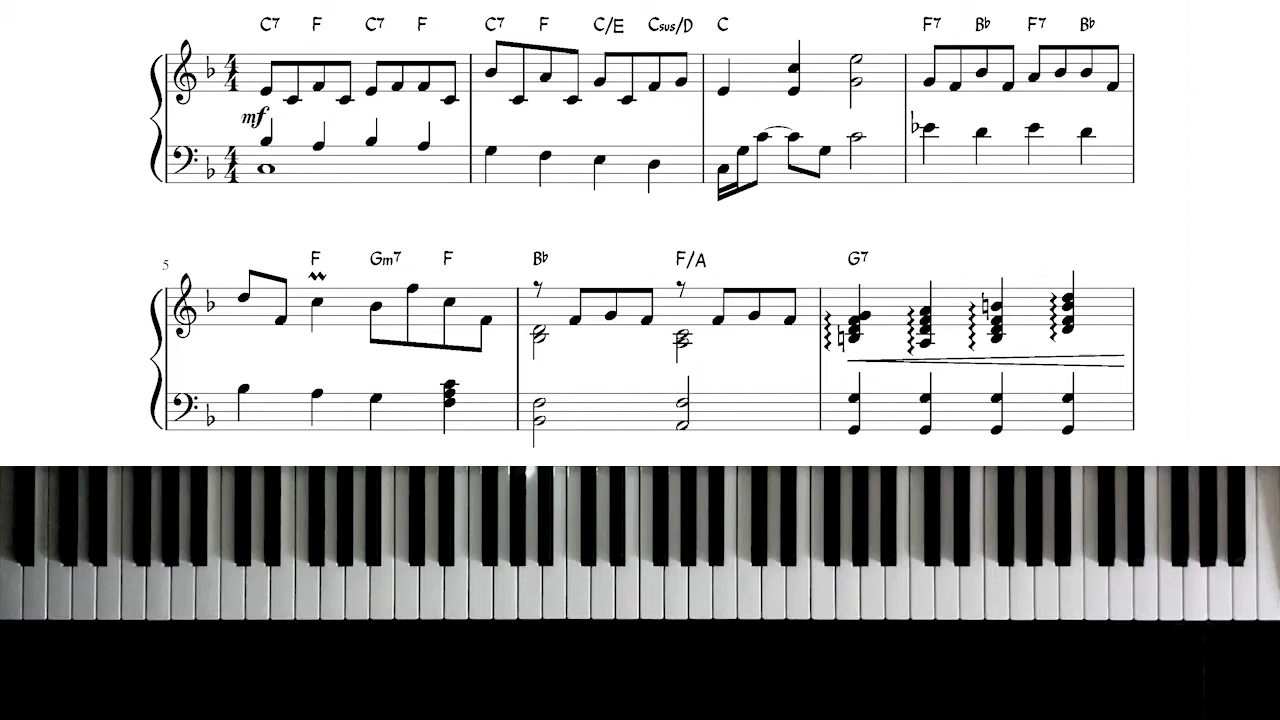 C7 F C7 F C7 F C/E Csus/D C F7 B♭ F7 B♭
4 4
mf
4 4
5 F Gm7 F B♭ F/A G7